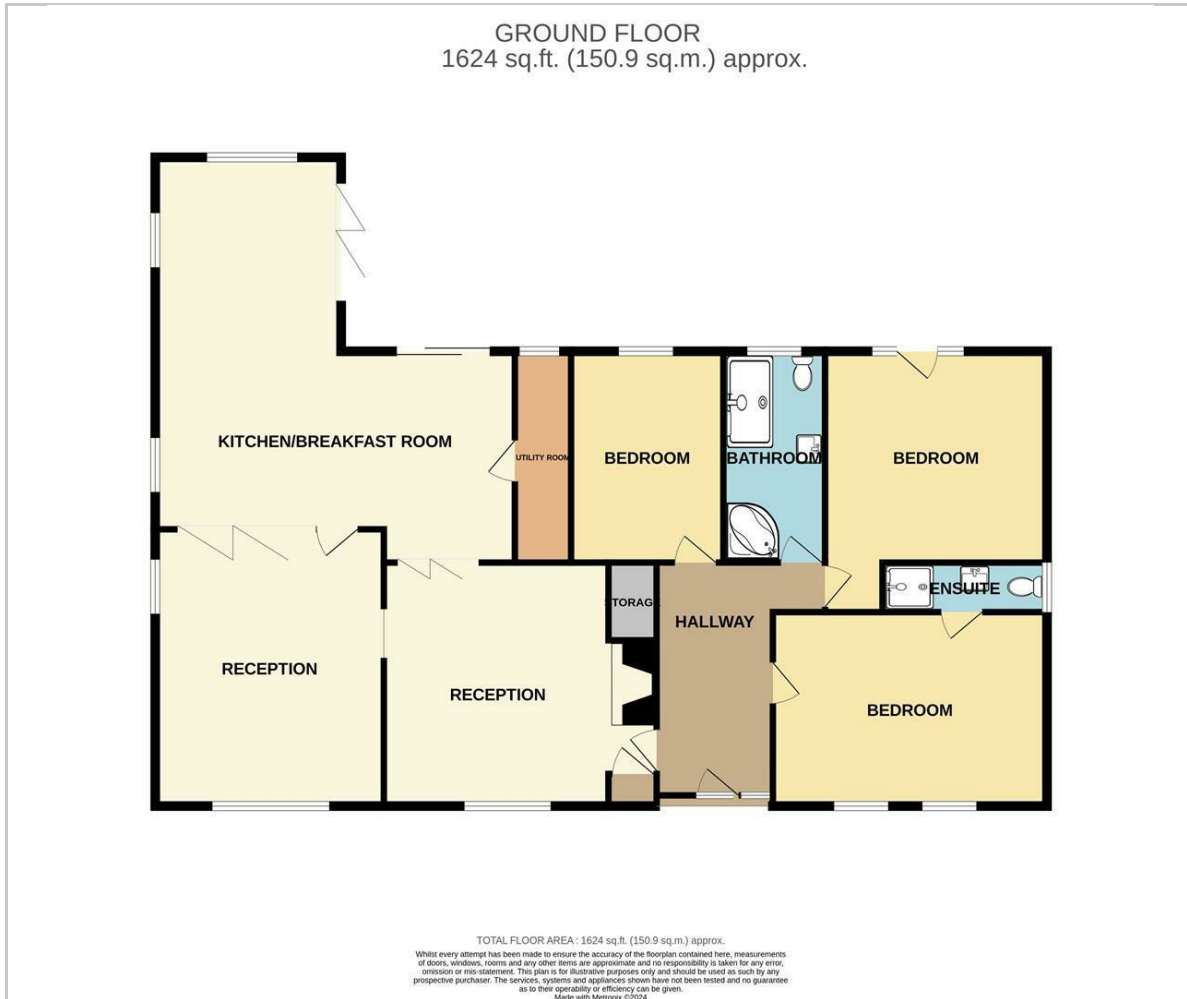 GROUND FLOOR
1624 sq.ft. (150.9 sq.m.) approx.
KITCHEN/BREAKFAST ROOM
UTILITY ROOM
BEDROOM
BATHROOM
BEDROOM
STORAGE
HALLWAY
ENSUITE
RECEPTION
RECEPTION
BEDROOM
TOTAL FLOOR AREA : 1624 sq.ft. (150.9 sq.m.) approx.
Whilst every attempt has been made to ensure the accuracy of the floorplan contained here, measurements
of doors, windows, rooms and any other items are approximate and no responsibility is taken for any error,
omission or mis-statement. This plan is for illustrative purposes only and should be used as such by any
prospective purchaser. The services, systems and appliances shown have not been tested and no guarantee
as to their operability or efficiency can be given.
Made with Metropix ©2024